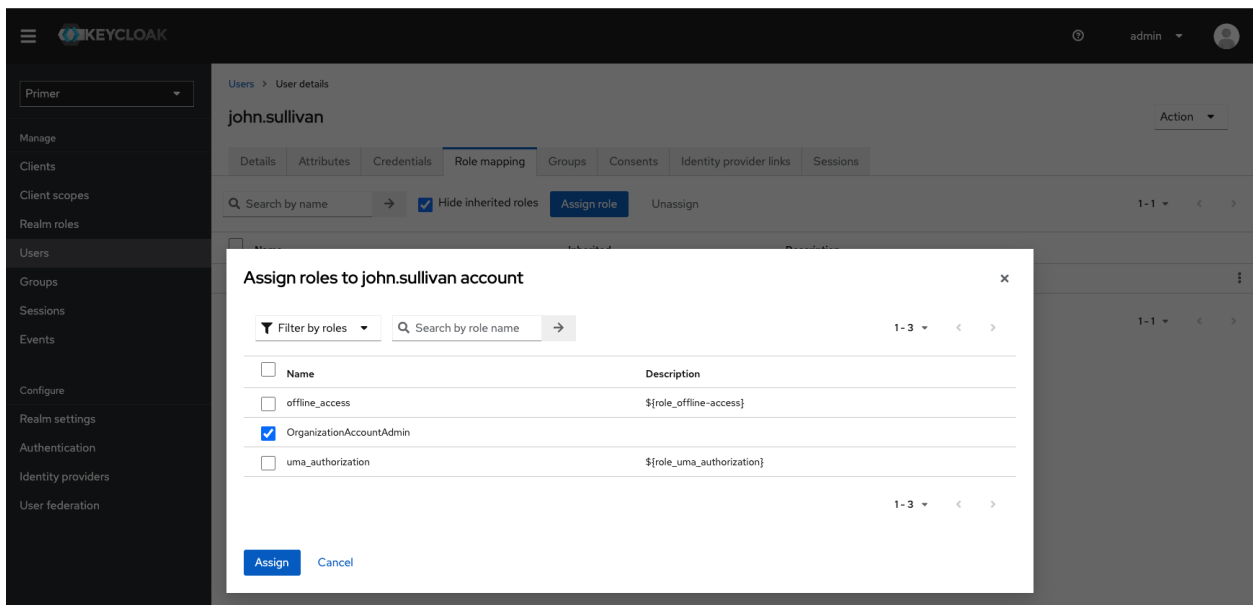 KEYCLOAK
admin
Primer
Manage
Clients
Client scopes
Realm roles
Users
Groups
Sessions
Events
Configure
Realm settings
Authentication
Identity providers
User federation
Users > User details
john.sullivan
Action
Details Attributes Credentials Role mapping Groups Consents Identity provider links Sessions
Search by name Hide inherited roles Assign role Unassign 1-1
Name Inherited Description
1-1
Assign roles to john.sullivan account
Filter by roles Search by role name 1-3
Name Description
offline_access ${role_offline-access}
OrganizationAccountAdmin
uma_authorization ${role_uma_authorization}
1-3
Assign Cancel